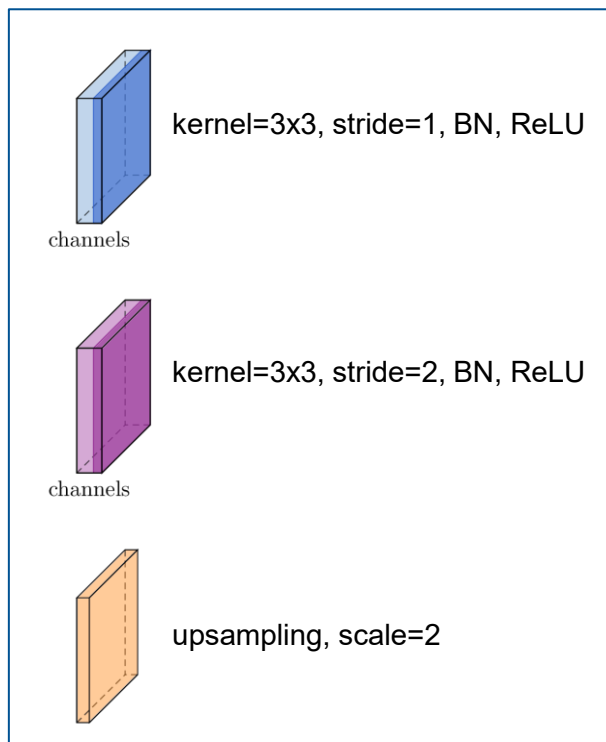 kernel=3x3, stride=1, BN, ReLU
channels
kernel=3x3, stride=2, BN, ReLU
channels
upsampling, scale=2